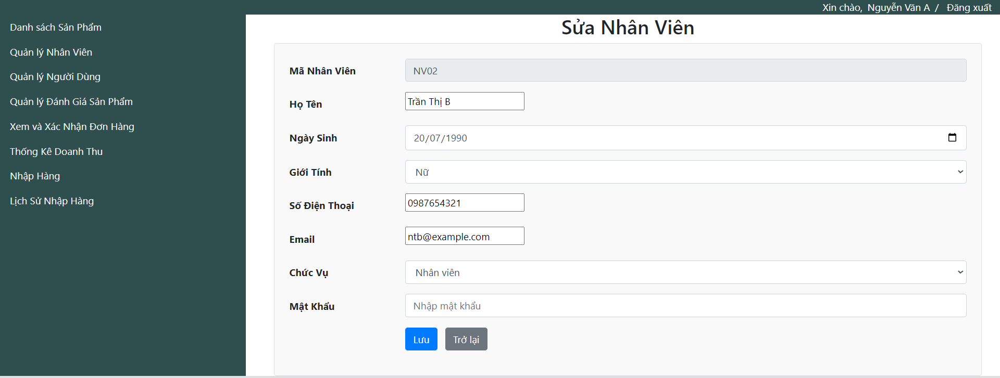 Xin chào, Nguyễn Văn A / Đăng xuất
Danh sách Sản Phẩm
Quản lý Nhân Viên
Quản lý Người Dùng
Quản lý Đánh Giá Sản Phẩm
Xem và Xác Nhận Đơn Hàng
Thống Kê Doanh Thu
Nhập Hàng
Lịch Sử Nhập Hàng
Sửa Nhân Viên
Mã Nhân Viên NV02
Họ Tên Trần Thị B
Ngày Sinh 20/07/1990
Giới Tính Nữ
Số Điện Thoại 0987654321
Email ntb@example.com
Chức Vụ Nhân viên
Mật Khẩu Nhập mật khẩu
Lưu Trở lại